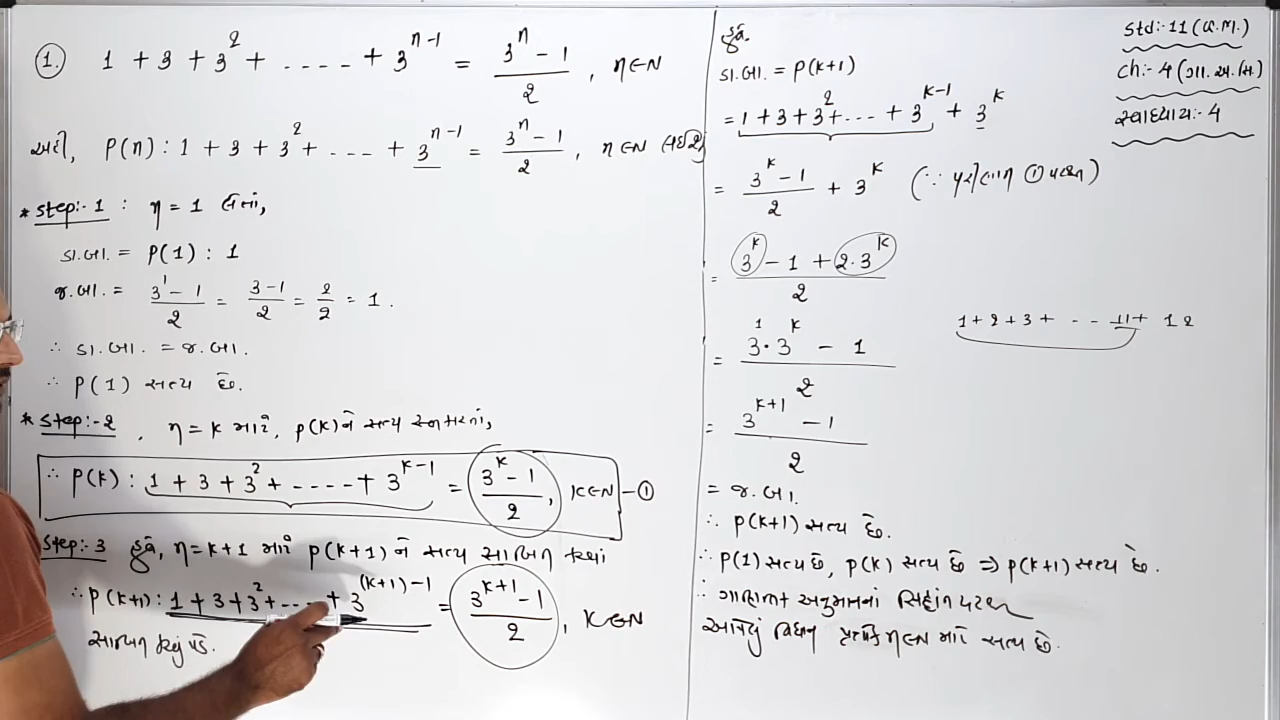 1. 1 + 3 + 3² + ..... + 3ⁿ⁻¹ = (3ⁿ - 1)/2 , n∈N
અહીં, P(n) : 1 + 3 + 3² + ... + 3ⁿ⁻¹ = (3ⁿ - 1)/2 , n∈N
* Step:- 1 : n = 1 લેતાં,
ડા.બા. = P(1) : 1
જ.બા. = (3¹ - 1)/2 = (3-1)/2 = 2/2 = 1 .
∴ ડા.બા. = જ.બા.
∴ P(1) સત્ય છે.
* Step:- 2 , n = k માટે, P(k)ને સત્ય સ્વીકારતાં,
∴ P(k) : 1 + 3 + 3² + ..... + 3ᵏ⁻¹ = (3ᵏ - 1)/2 , k∈N —①
Step:- 3 હવે, n = k+1 માટે P(k+1) ને સત્ય સાબિત કરવા
∴ P(k+1) : 1 + 3 + 3² + .... + 3⁽ᵏ⁺¹⁾⁻¹ = (3ᵏ⁺¹ - 1)/2 , k∈N
સાબિત કરવું પડે.
હવે,
ડા.બા. = P(k+1)
= 1 + 3 + 3² + ... + 3ᵏ⁻¹ + 3ᵏ
= (3ᵏ - 1)/2 + 3ᵏ (∵ પરિણામ ① પરથી)
= (3ᵏ - 1 + 2·3ᵏ)/2
= (3¹·3ᵏ - 1)/2
= (3ᵏ⁺¹ - 1)/2
= જ.બા.
∴ P(k+1) સત્ય છે.
∴ P(1) સત્ય છે, P(k) સત્ય છે ⇒ P(k+1) સત્ય છે.
∴ ગાણિતિક અનુમાનના સિદ્ધાંત પરથી
આપેલું વિધાન પ્રત્યેક n∈N માટે સત્ય છે.
1 + 2 + 3 + - - 11 + 12
Std:- 11 (ગુ.મા.)
Ch:- 4 (ગા. અ. સિ.)
સ્વાધ્યાય:- 4